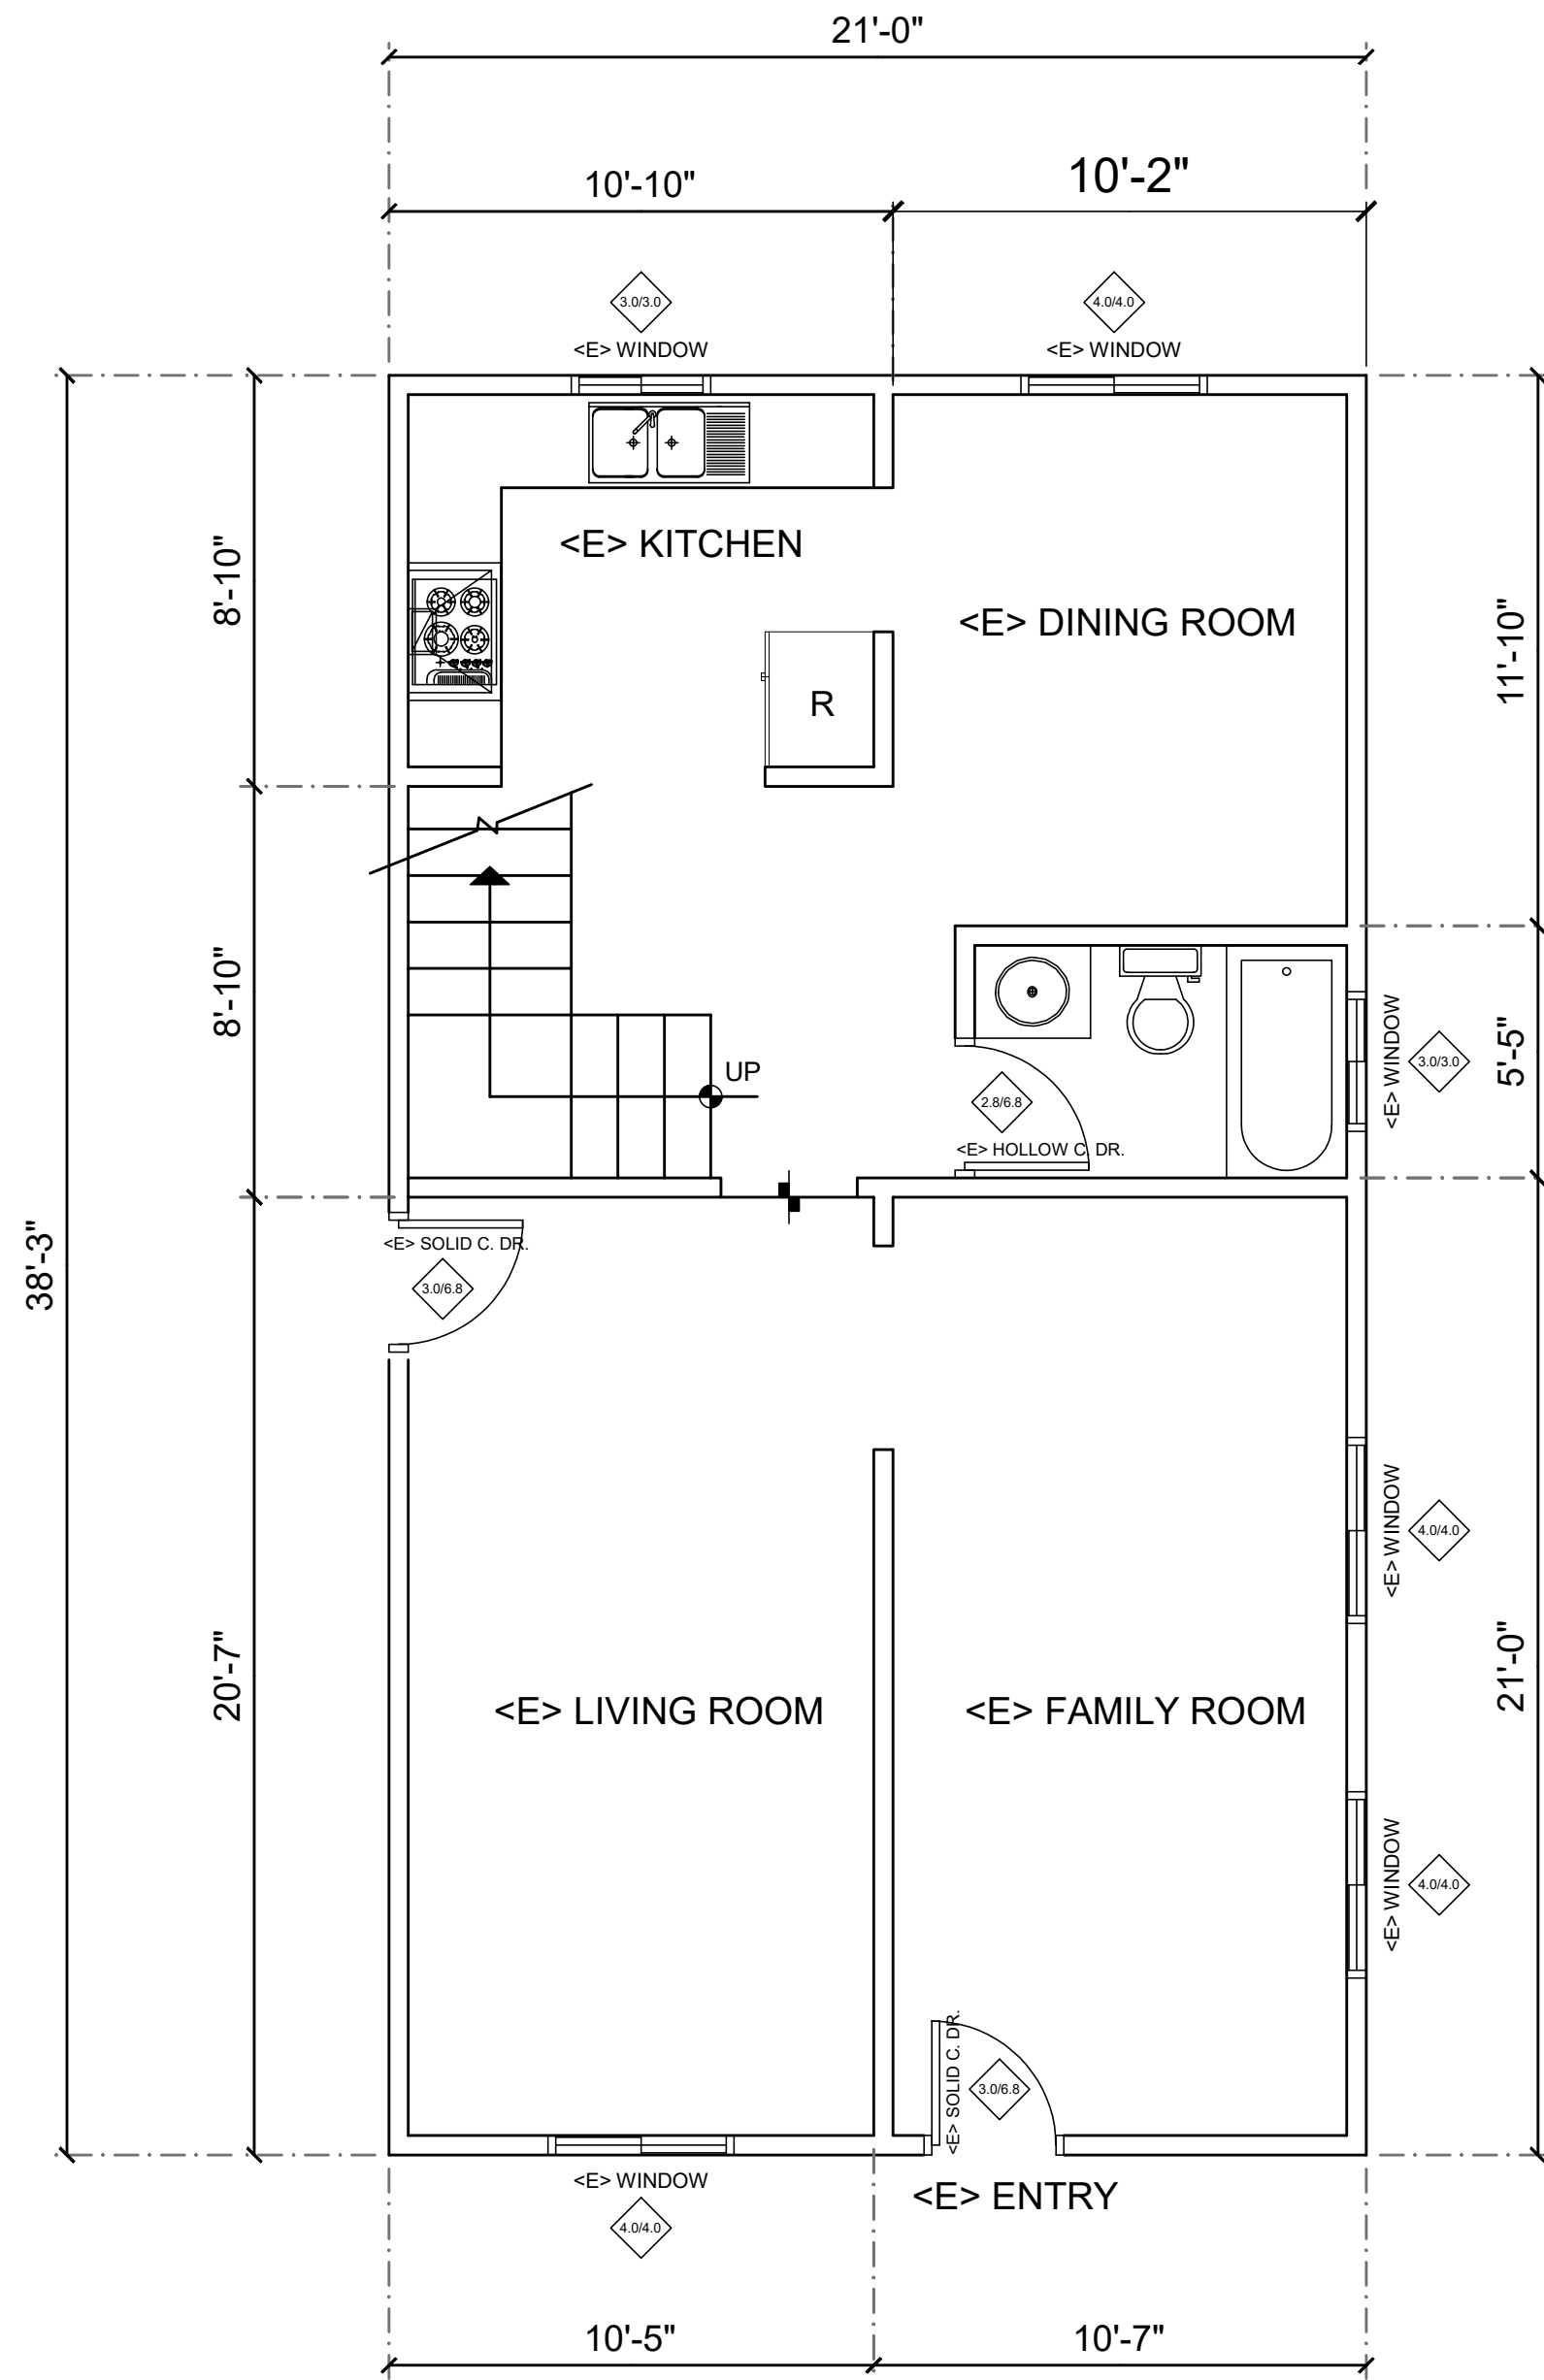 21'-0"
10'-10"
10'-2"
3.0/3.0
4.0/4.0
<E> WINDOW
<E> WINDOW
8'-10"
<E> KITCHEN
<E> DINING ROOM
11'-10"
R
8'-10"
UP
2.8/6.8
<E> HOLLOW C. DR.
<E> WINDOW
3.0/3.0
5'-5"
38'-3"
<E> SOLID C. DR.
3.0/6.8
<E> WINDOW
4.0/4.0
20'-7"
<E> LIVING ROOM
<E> FAMILY ROOM
21'-0"
<E> WINDOW
4.0/4.0
<E> SOLID C. DR.
3.0/6.8
<E> WINDOW
4.0/4.0
<E> ENTRY
10'-5"
10'-7"